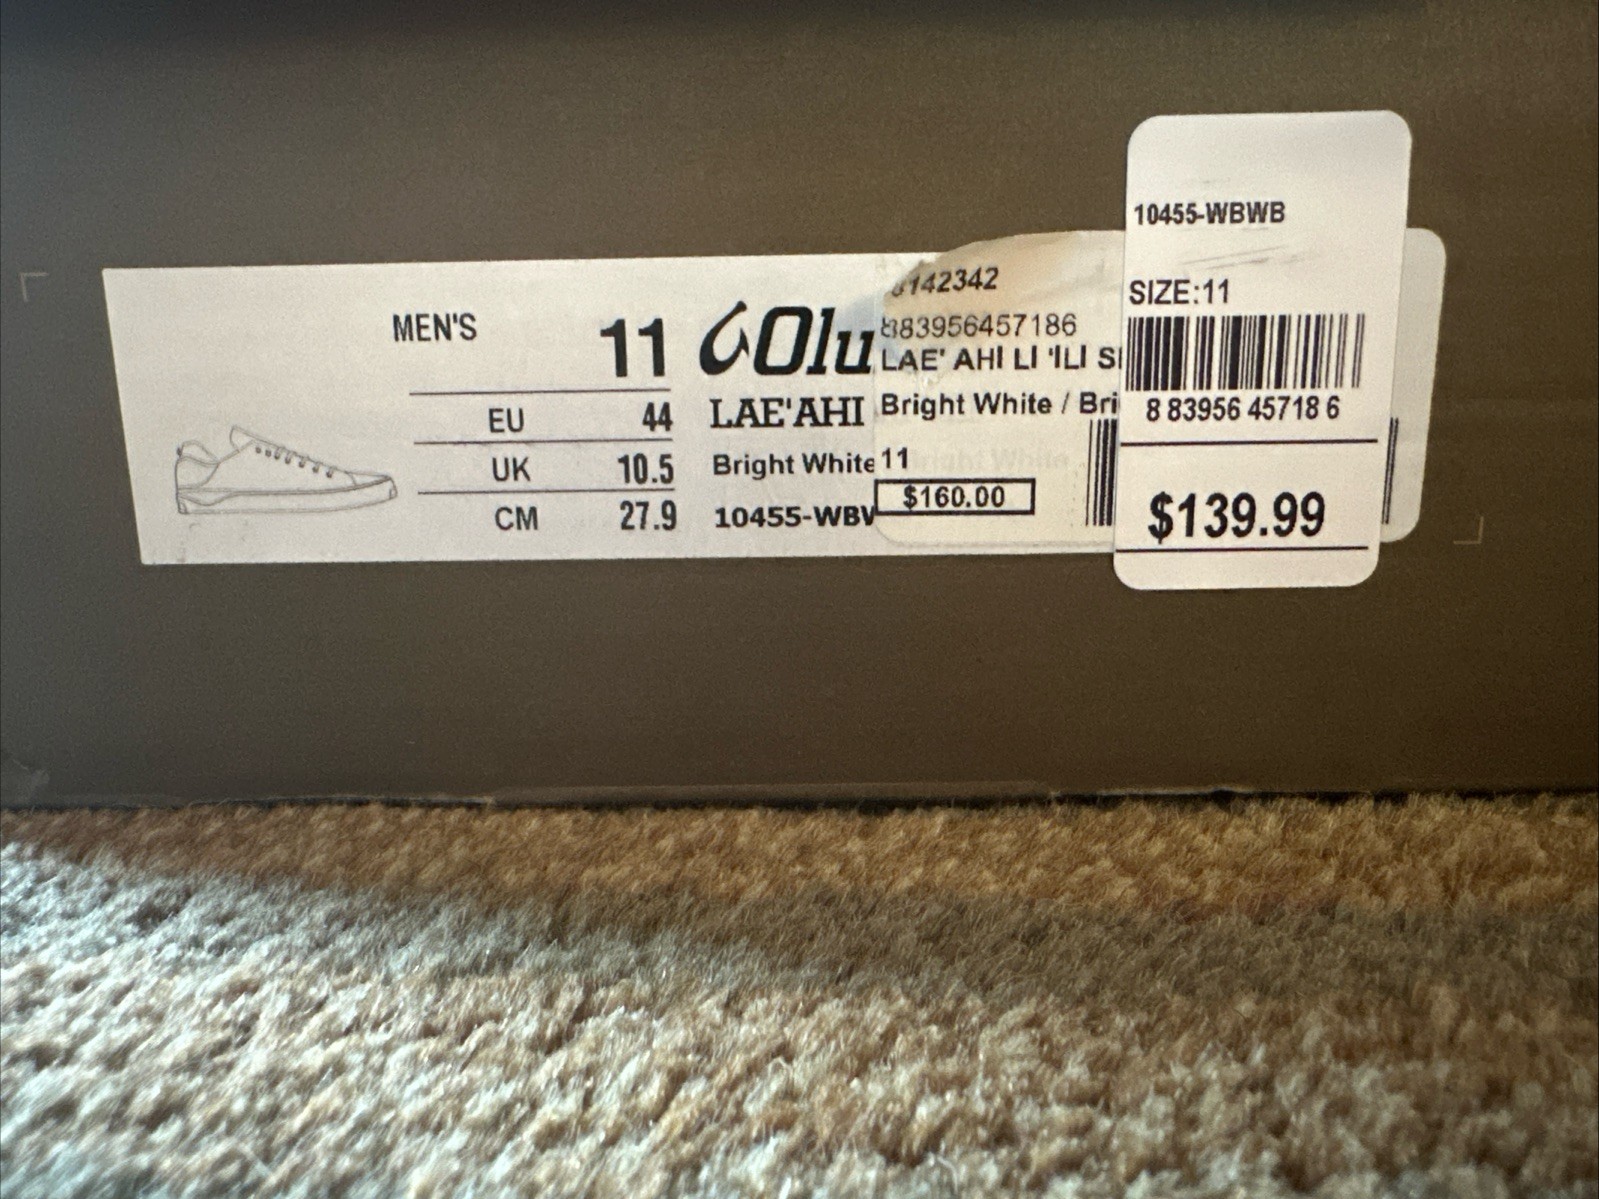 MEN'S 11
EU 44
UK 10.5
CM 27.9
Olu
LAE'AHI
Bright White
10455-WBW
142342
883956457186
LAE' AHI LI 'ILI S
Bright White / Bri
11
$160.00
10455-WBWB
SIZE:11
8 83956 45718 6
$139.99